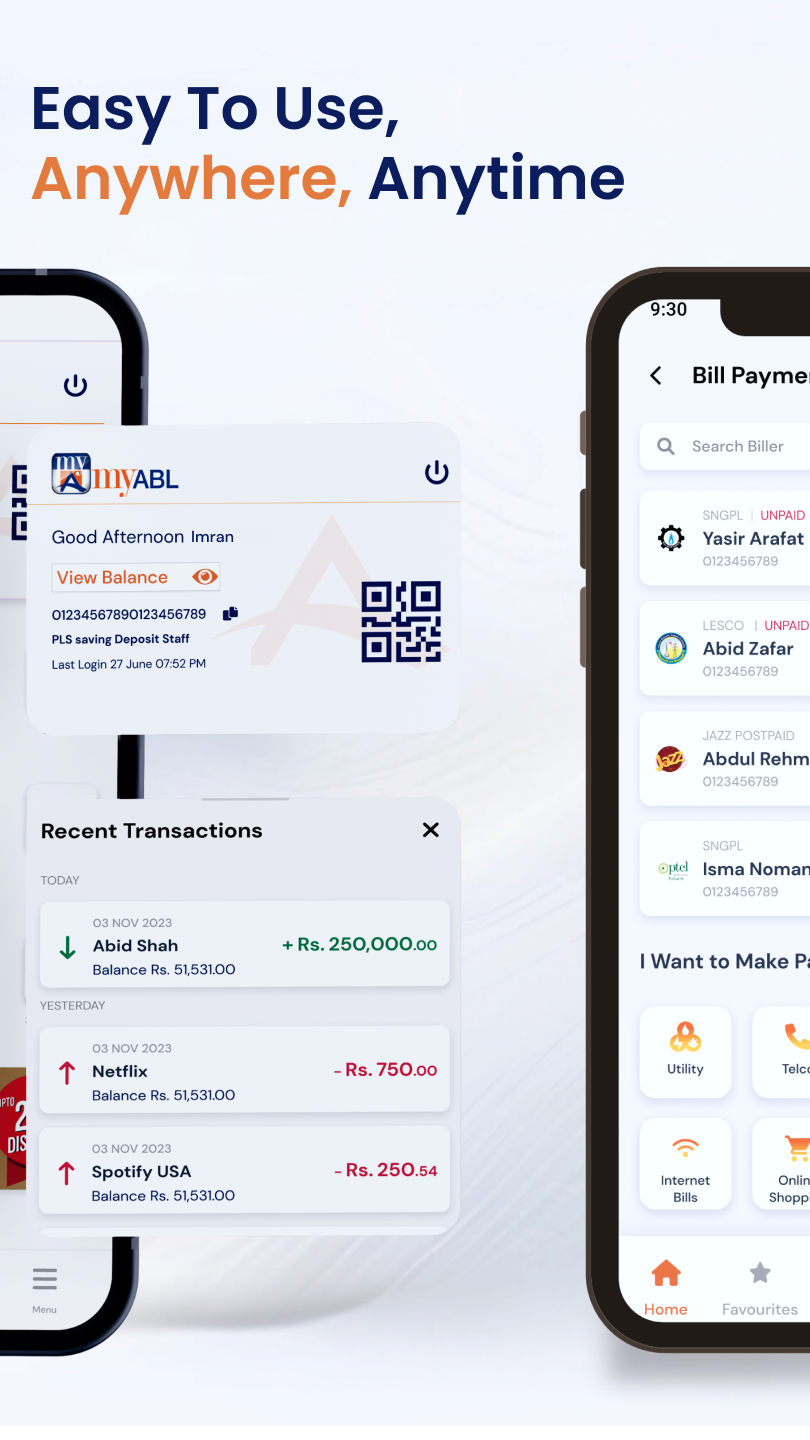 Easy To Use,
Anywhere, Anytime
my
myABL
Good Afternoon Imran
View Balance
01234567890123456789
PLS saving Deposit Staff
Last Login 27 June 07:52 PM
Recent Transactions
TODAY
03 NOV 2023
Abid Shah
+ Rs. 250,000.00
Balance Rs. 51,531.00
YESTERDAY
03 NOV 2023
Netflix
- Rs. 750.00
Balance Rs. 51,531.00
03 NOV 2023
Spotify USA
- Rs. 250.54
Balance Rs. 51,531.00
Menu
9:30
Bill Payme
Search Biller
SNGPL | UNPAID
Yasir Arafat
0123456789
LESCO | UNPAID
Abid Zafar
0123456789
Jazz
JAZZ POSTPAID
Abdul Rehm
0123456789
ptcl
SNGPL
Isma Noman
0123456789
I Want to Make Pa
Utility
Telco
Internet
Bills
Onlin
Shopp
Home
Favourites